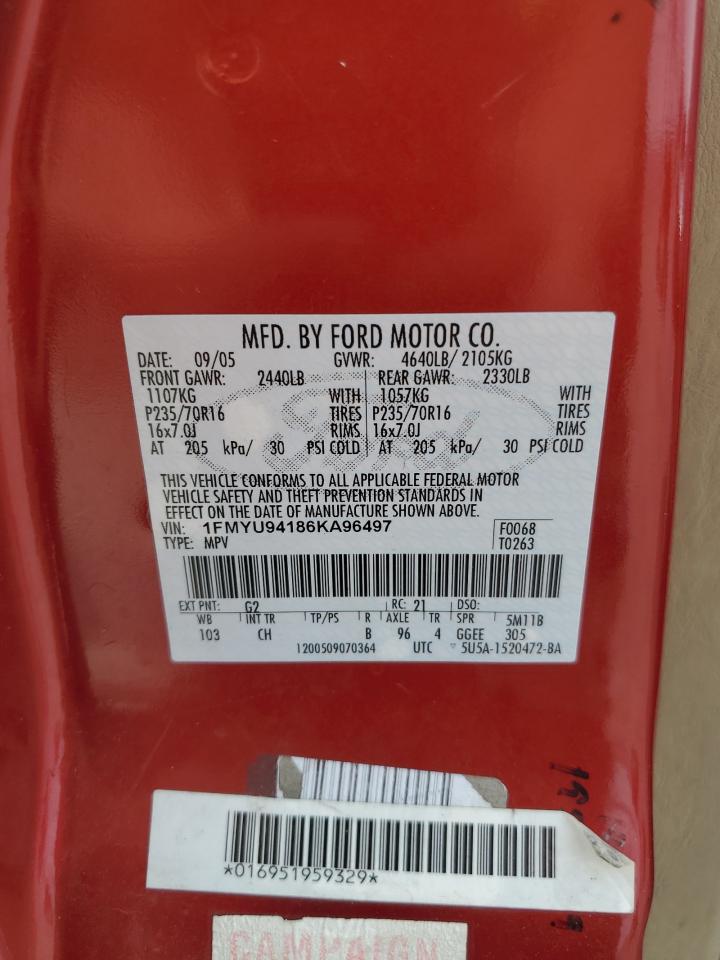 MFD. BY FORD MOTOR CO.
DATE: 09/05 GVWR: 4640LB/ 2105KG
FRONT GAWR: 2440LB REAR GAWR: 2330LB
1107KG WITH 1057KG WITH
P235/70R16 TIRES P235/70R16 TIRES
16x7.0J RIMS 16x7.0J RIMS
AT 205 kPa/ 30 PSI COLD AT 205 kPa/ 30 PSI COLD
THIS VEHICLE CONFORMS TO ALL APPLICABLE FEDERAL MOTOR
VEHICLE SAFETY AND THEFT PREVENTION STANDARDS IN
EFFECT ON THE DATE OF MANUFACTURE SHOWN ABOVE.
VIN: 1FMYU94186KA96497 F0068
TYPE: MPV T0263
EXT PNT: G2 RC: 21 DSO:
WB INT TR TP/PS R AXLE TR SPR 5M11B
103 CH B 96 4 GGEE 305
1200509070364 UTC 5U5A-1520472-BA
*016951959329*
CAMPAIGN